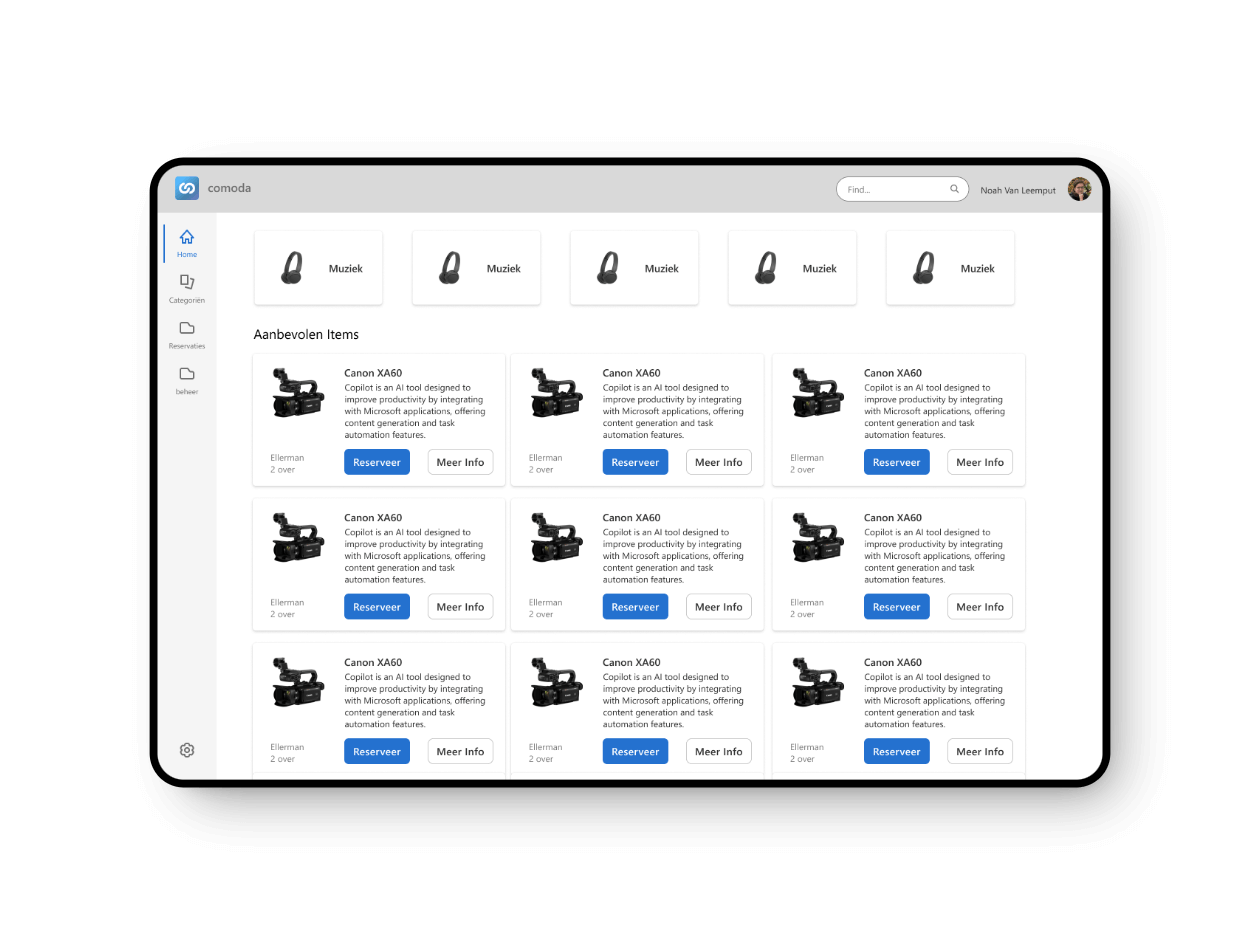 comoda
Find...
Noah Van Leemput
Home
Categoriën
Reservaties
beheer
Muziek
Muziek
Muziek
Muziek
Muziek
Aanbevolen Items
Canon XA60
Copilot is an AI tool designed to
improve productivity by integrating
with Microsoft applications, offering
content generation and task
automation features.
Ellerman
2 over
Reserveer
Meer Info
Canon XA60
Copilot is an AI tool designed to
improve productivity by integrating
with Microsoft applications, offering
content generation and task
automation features.
Ellerman
2 over
Reserveer
Meer Info
Canon XA60
Copilot is an AI tool designed to
improve productivity by integrating
with Microsoft applications, offering
content generation and task
automation features.
Ellerman
2 over
Reserveer
Meer Info
Canon XA60
Copilot is an AI tool designed to
improve productivity by integrating
with Microsoft applications, offering
content generation and task
automation features.
Ellerman
2 over
Reserveer
Meer Info
Canon XA60
Copilot is an AI tool designed to
improve productivity by integrating
with Microsoft applications, offering
content generation and task
automation features.
Ellerman
2 over
Reserveer
Meer Info
Canon XA60
Copilot is an AI tool designed to
improve productivity by integrating
with Microsoft applications, offering
content generation and task
automation features.
Ellerman
2 over
Reserveer
Meer Info
Canon XA60
Copilot is an AI tool designed to
improve productivity by integrating
with Microsoft applications, offering
content generation and task
automation features.
Ellerman
2 over
Reserveer
Meer Info
Canon XA60
Copilot is an AI tool designed to
improve productivity by integrating
with Microsoft applications, offering
content generation and task
automation features.
Ellerman
2 over
Reserveer
Meer Info
Canon XA60
Copilot is an AI tool designed to
improve productivity by integrating
with Microsoft applications, offering
content generation and task
automation features.
Ellerman
2 over
Reserveer
Meer Info